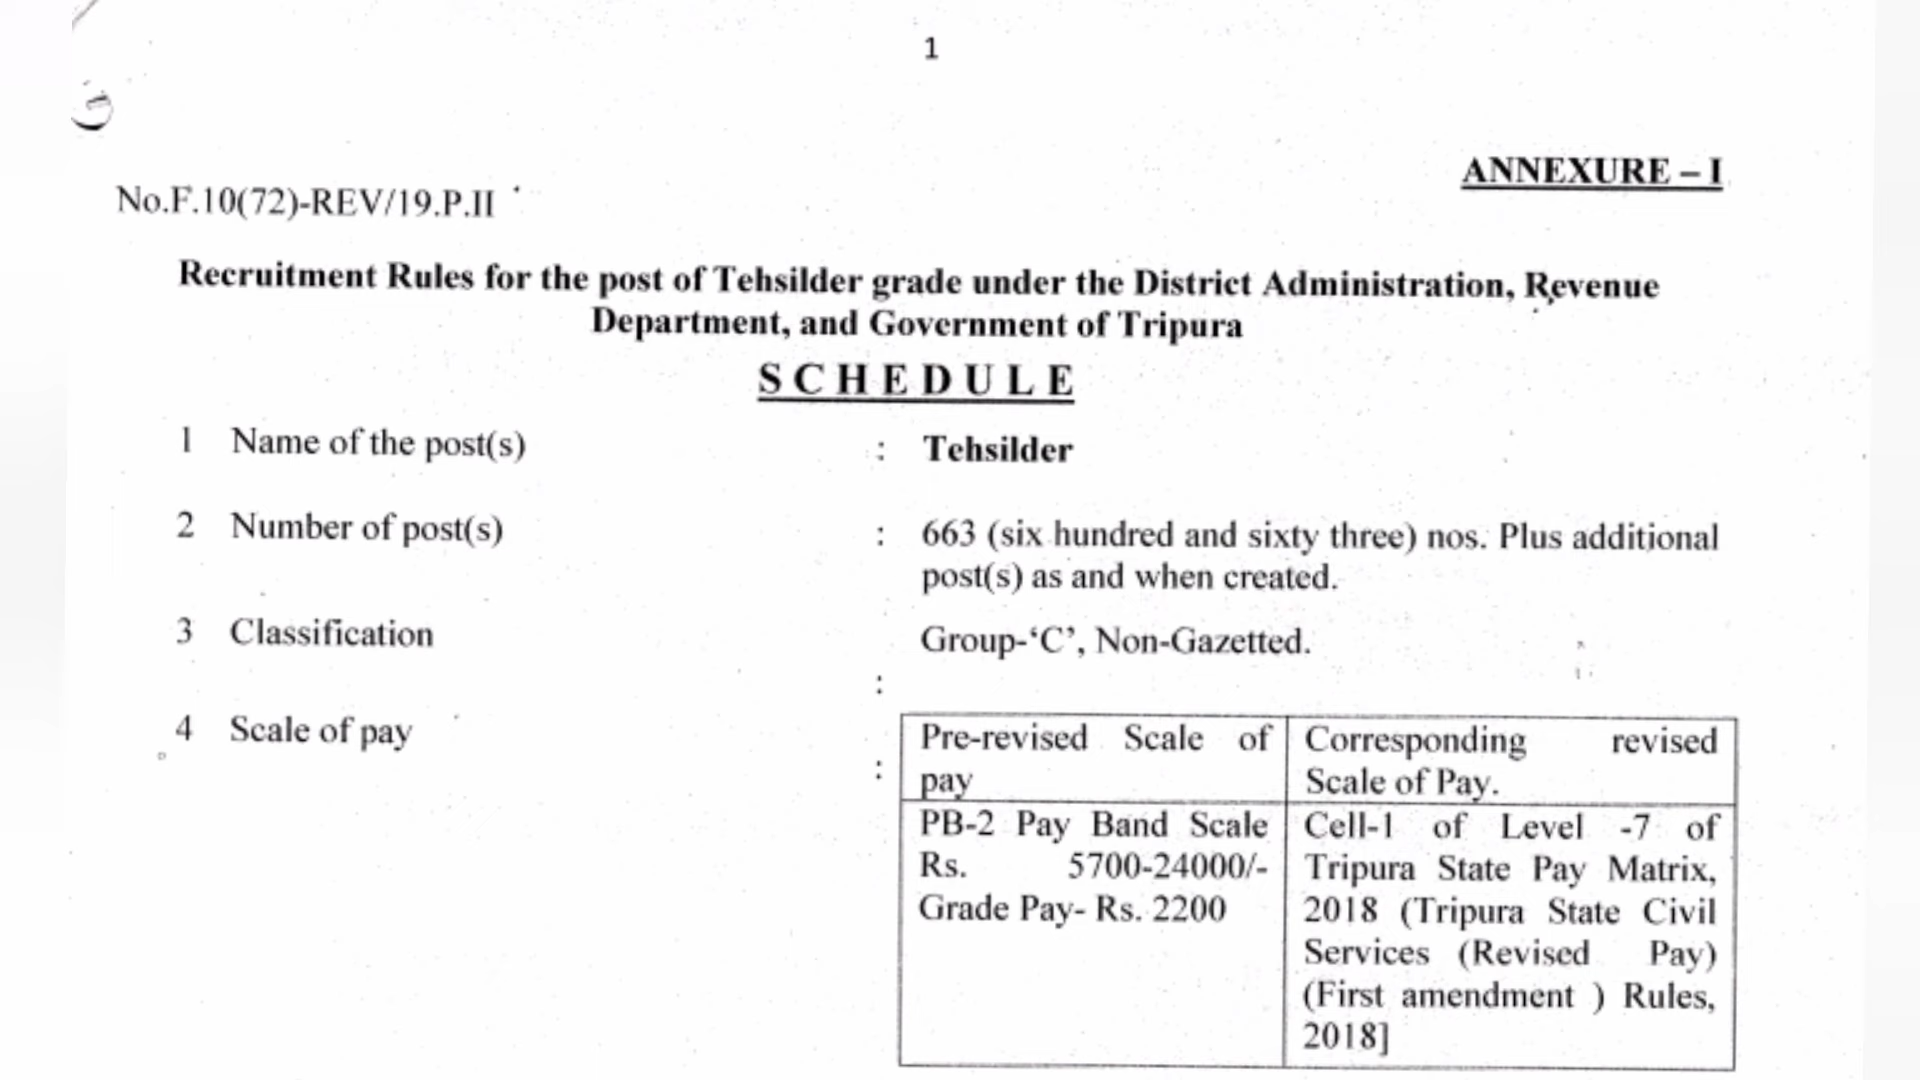 1
ANNEXURE – I
No.F.10(72)-REV/19.P.II
Recruitment Rules for the post of Tehsilder grade under the District Administration, Revenue
Department, and Government of Tripura
SCHEDULE
1 Name of the post(s) : Tehsilder
2 Number of post(s) : 663 (six hundred and sixty three) nos. Plus additional
post(s) as and when created.
3 Classification Group-‘C’, Non-Gazetted.
:
4 Scale of pay :
Pre-revised Scale of
pay
Corresponding revised
Scale of Pay.
PB-2 Pay Band Scale
Rs. 5700-24000/-
Grade Pay- Rs. 2200
Cell-1 of Level -7 of
Tripura State Pay Matrix,
2018 (Tripura State Civil
Services (Revised Pay)
(First amendment ) Rules,
2018]